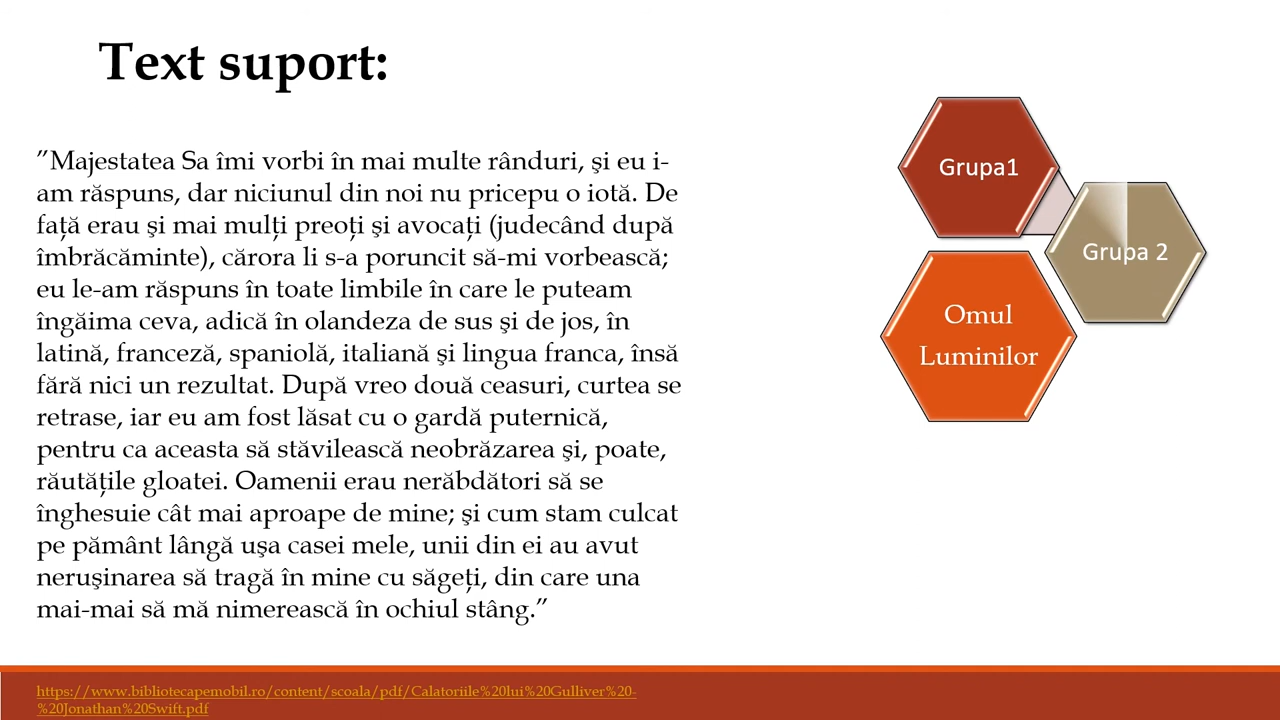 Text suport:
”Majestatea Sa îmi vorbi în mai multe rânduri, şi eu i-
am răspuns, dar niciunul din noi nu pricepu o iotă. De
faţă erau şi mai mulţi preoţi şi avocaţi (judecând după
îmbrăcăminte), cărora li s-a poruncit să-mi vorbească;
eu le-am răspuns în toate limbile în care le puteam
îngăima ceva, adică în olandeza de sus şi de jos, în
latină, franceză, spaniolă, italiană şi lingua franca, însă
fără nici un rezultat. După vreo două ceasuri, curtea se
retrase, iar eu am fost lăsat cu o gardă puternică,
pentru ca aceasta să stăvilească neobrăzarea şi, poate,
răutăţile gloatei. Oamenii erau nerăbdători să se
înghesuie cât mai aproape de mine; şi cum stam culcat
pe pământ lângă uşa casei mele, unii din ei au avut
neruşinarea să tragă în mine cu săgeţi, din care una
mai-mai să mă nimerească în ochiul stâng.”
Grupa1
Grupa 2
Omul
Luminilor
https://www.bibliotecapemobil.ro/content/scoala/pdf/Calatoriile%20lui%20Gulliver%20-
%20Jonathan%20Swift.pdf